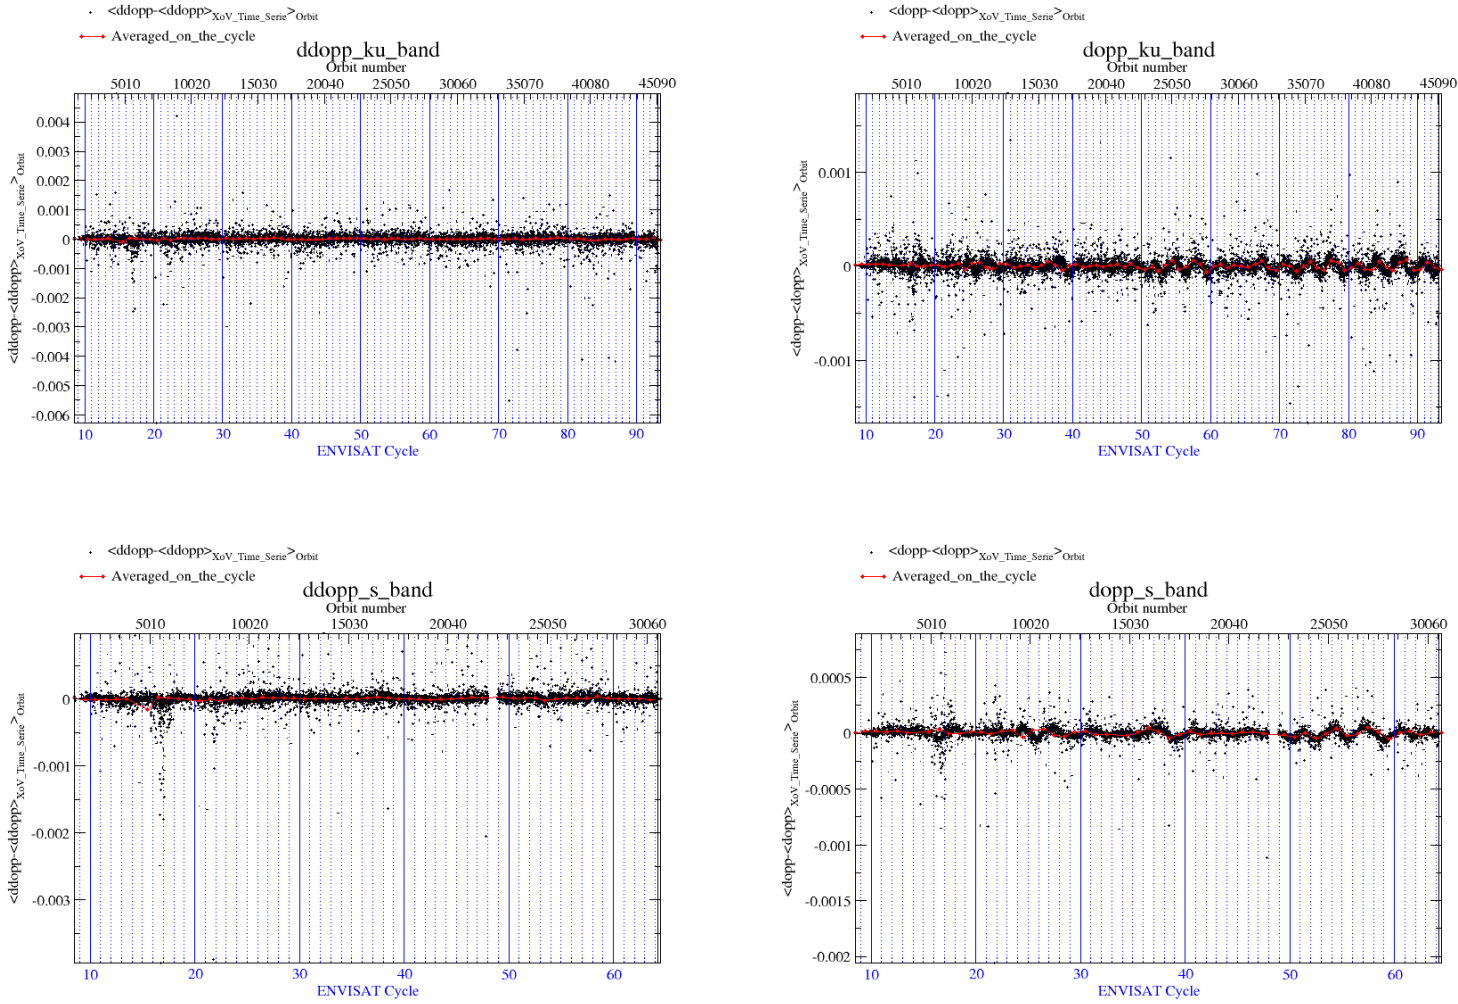 <ddopp-<ddopp>XoV_Time_Serie>Orbit
Averaged_on_the_cycle
ddopp_ku_band
Orbit number
5010 10020 15030 20040 25050 30060 35070 40080 45090
0.004
0.003
0.002
0.001
0
-0.001
-0.002
-0.003
-0.004
-0.005
-0.006
<ddopp-<ddopp>XoV_Time_Serie>Orbit
10 20 30 40 50 60 70 80 90
ENVISAT Cycle
<dopp-<dopp>XoV_Time_Serie>Orbit
Averaged_on_the_cycle
dopp_ku_band
Orbit number
5010 10020 15030 20040 25050 30060 35070 40080 45090
0.001
0
-0.001
<dopp-<dopp>XoV_Time_Serie>Orbit
10 20 30 40 50 60 70 80 90
ENVISAT Cycle
<ddopp-<ddopp>XoV_Time_Serie>Orbit
Averaged_on_the_cycle
ddopp_s_band
Orbit number
5010 10020 15030 20040 25050 30060
0
-0.001
-0.002
-0.003
<ddopp-<ddopp>XoV_Time_Serie>Orbit
10 20 30 40 50 60
ENVISAT Cycle
<dopp-<dopp>XoV_Time_Serie>Orbit
Averaged_on_the_cycle
dopp_s_band
Orbit number
5010 10020 15030 20040 25050 30060
0.0005
0
-0.0005
-0.001
-0.0015
-0.002
<dopp-<dopp>XoV_Time_Serie>Orbit
10 20 30 40 50 60
ENVISAT Cycle